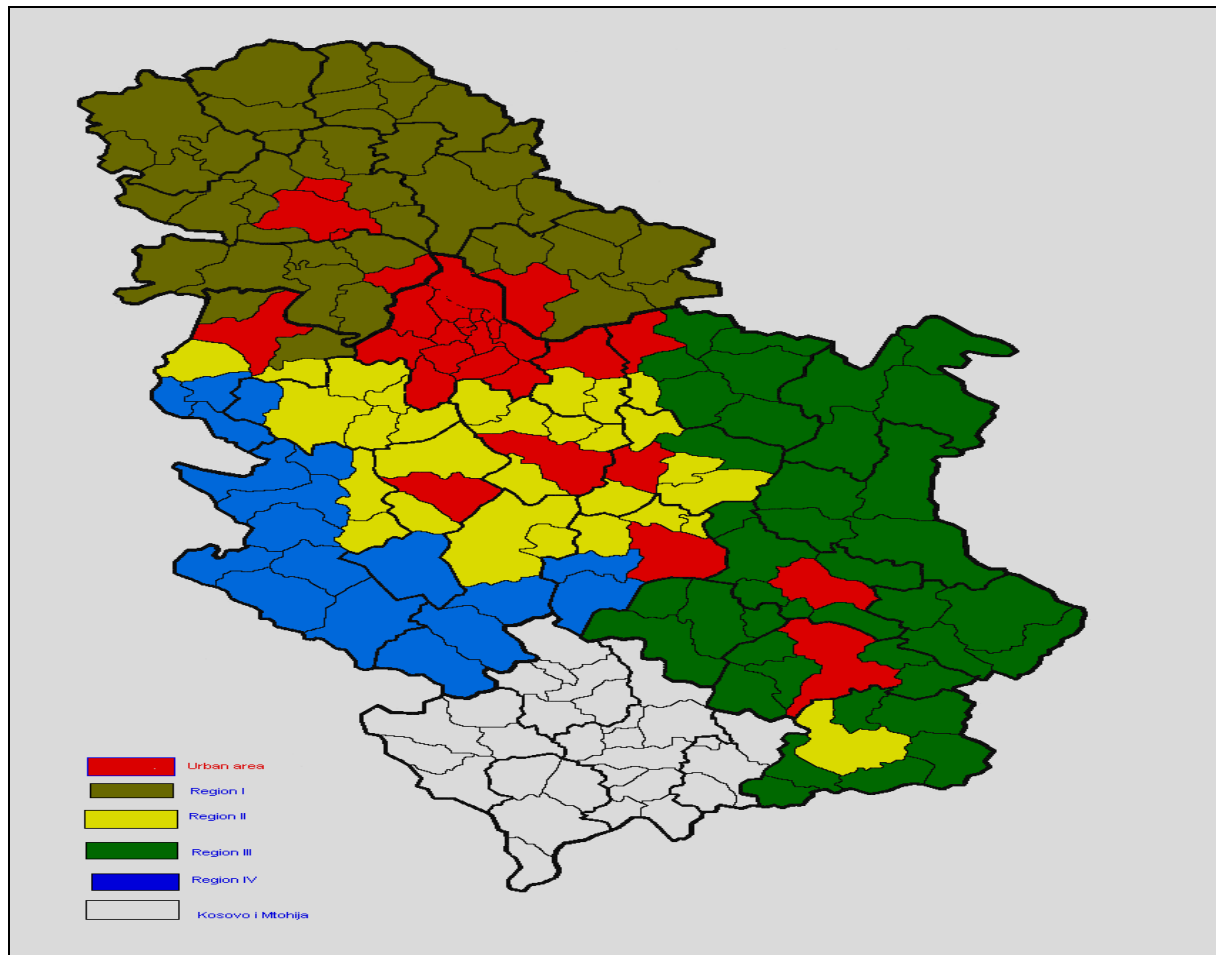 Urban area
Region I
Region II
Region III
Region IV
Kosovo i Mtohija